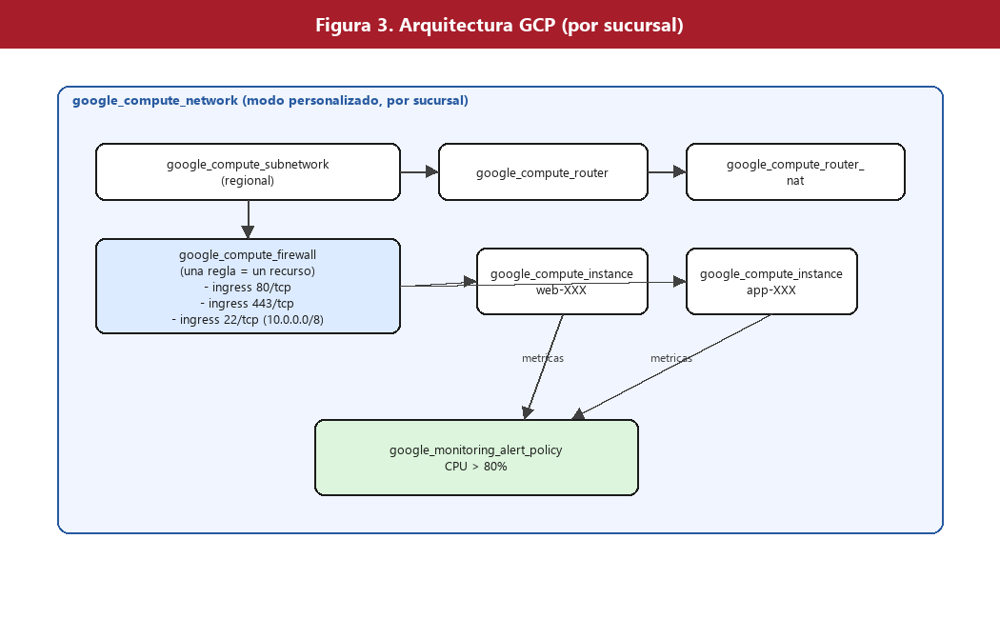 Figura 3. Arquitectura GCP (por sucursal)
google_compute_network (modo personalizado, por sucursal)
google_compute_subnetwork
(regional)
google_compute_router
google_compute_router_
nat
google_compute_firewall
(una regla = un recurso)
- ingress 80/tcp
- ingress 443/tcp
- ingress 22/tcp (10.0.0.0/8)
google_compute_instance
web-XXX
google_compute_instance
app-XXX
metricas
metricas
google_monitoring_alert_policy
CPU > 80%